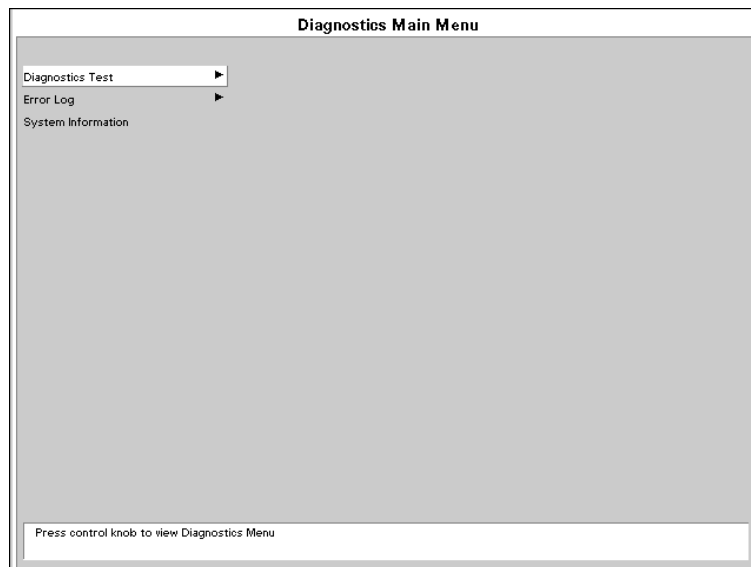 Diagnostics Main Menu
Diagnostics Test
Error Log
System Information
Press control knob to view Diagnostics Menu